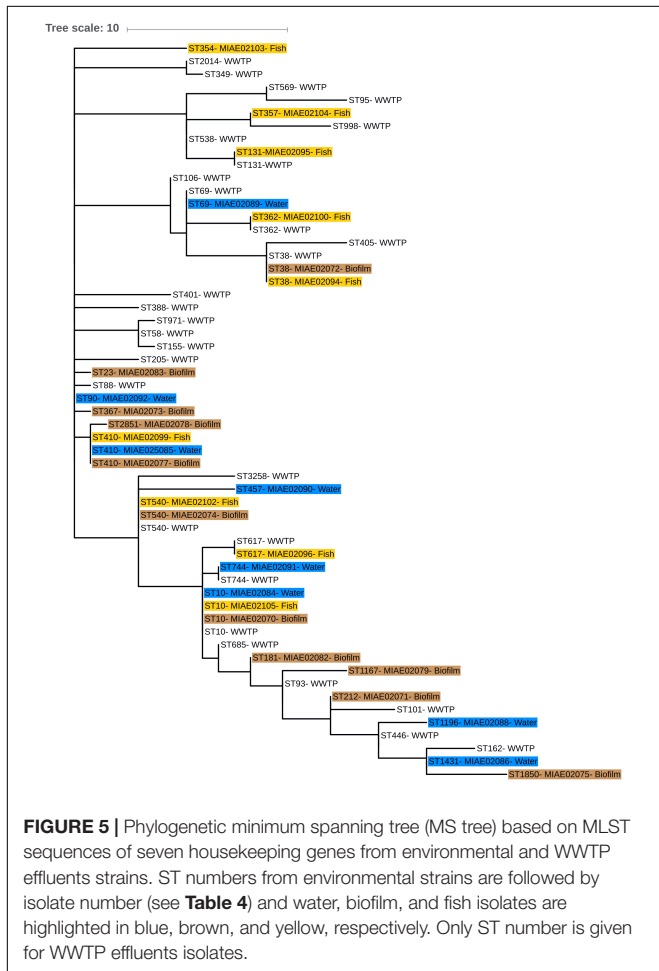 Tree scale: 10
ST354- MIAE02103- Fish
ST2014- WWTP
ST349- WWTP
ST569- WWTP
ST95- WWTP
ST357- MIAE02104- Fish
ST998- WWTP
ST538- WWTP
ST131-MIAE02095- Fish
ST131-WWTP
ST106- WWTP
ST69- WWTP
ST69- MIAE02089- Water
ST362- MIAE02100- Fish
ST362- WWTP
ST405- WWTP
ST38- WWTP
ST38- MIAE02072- Biofilm
ST38- MIAE02094- Fish
ST401- WWTP
ST388- WWTP
ST971- WWTP
ST58- WWTP
ST155- WWTP
ST205- WWTP
ST23- MIAE02083- Biofilm
ST88- WWTP
ST90- MIAE02092- Water
ST367- MIA02073- Biofilm
ST2851- MIAE02078- Biofilm
ST410- MIAE02099- Fish
ST410- MIAE025085- Water
ST410- MIAE02077- Biofilm
ST3258- WWTP
ST457- MIAE02090- Water
ST540- MIAE02102- Fish
ST540- MIAE02074- Biofilm
ST540- WWTP
ST617- WWTP
ST617- MIAE02096- Fish
ST744- MIAE02091- Water
ST744- WWTP
ST10- MIAE02084- Water
ST10- MIAE02105- Fish
ST10- MIAE02070- Biofilm
ST10- WWTP
ST685- WWTP
ST181- MIAE02082- Biofilm
ST1167- MIAE02079- Biofilm
ST93- WWTP
ST212- MIAE02071- Biofilm
ST101- WWTP
ST1196- MIAE02088- Water
ST446- WWTP
ST162- WWTP
ST1431- MIAE02086- Water
ST1850- MIAE02075- Biofilm
FIGURE 5 | Phylogenetic minimum spanning tree (MS tree) based on MLST
sequences of seven housekeeping genes from environmental and WWTP
effluents strains. ST numbers from environmental strains are followed by
isolate number (see Table 4) and water, biofilm, and fish isolates are
highlighted in blue, brown, and yellow, respectively. Only ST number is given
for WWTP effluents isolates.